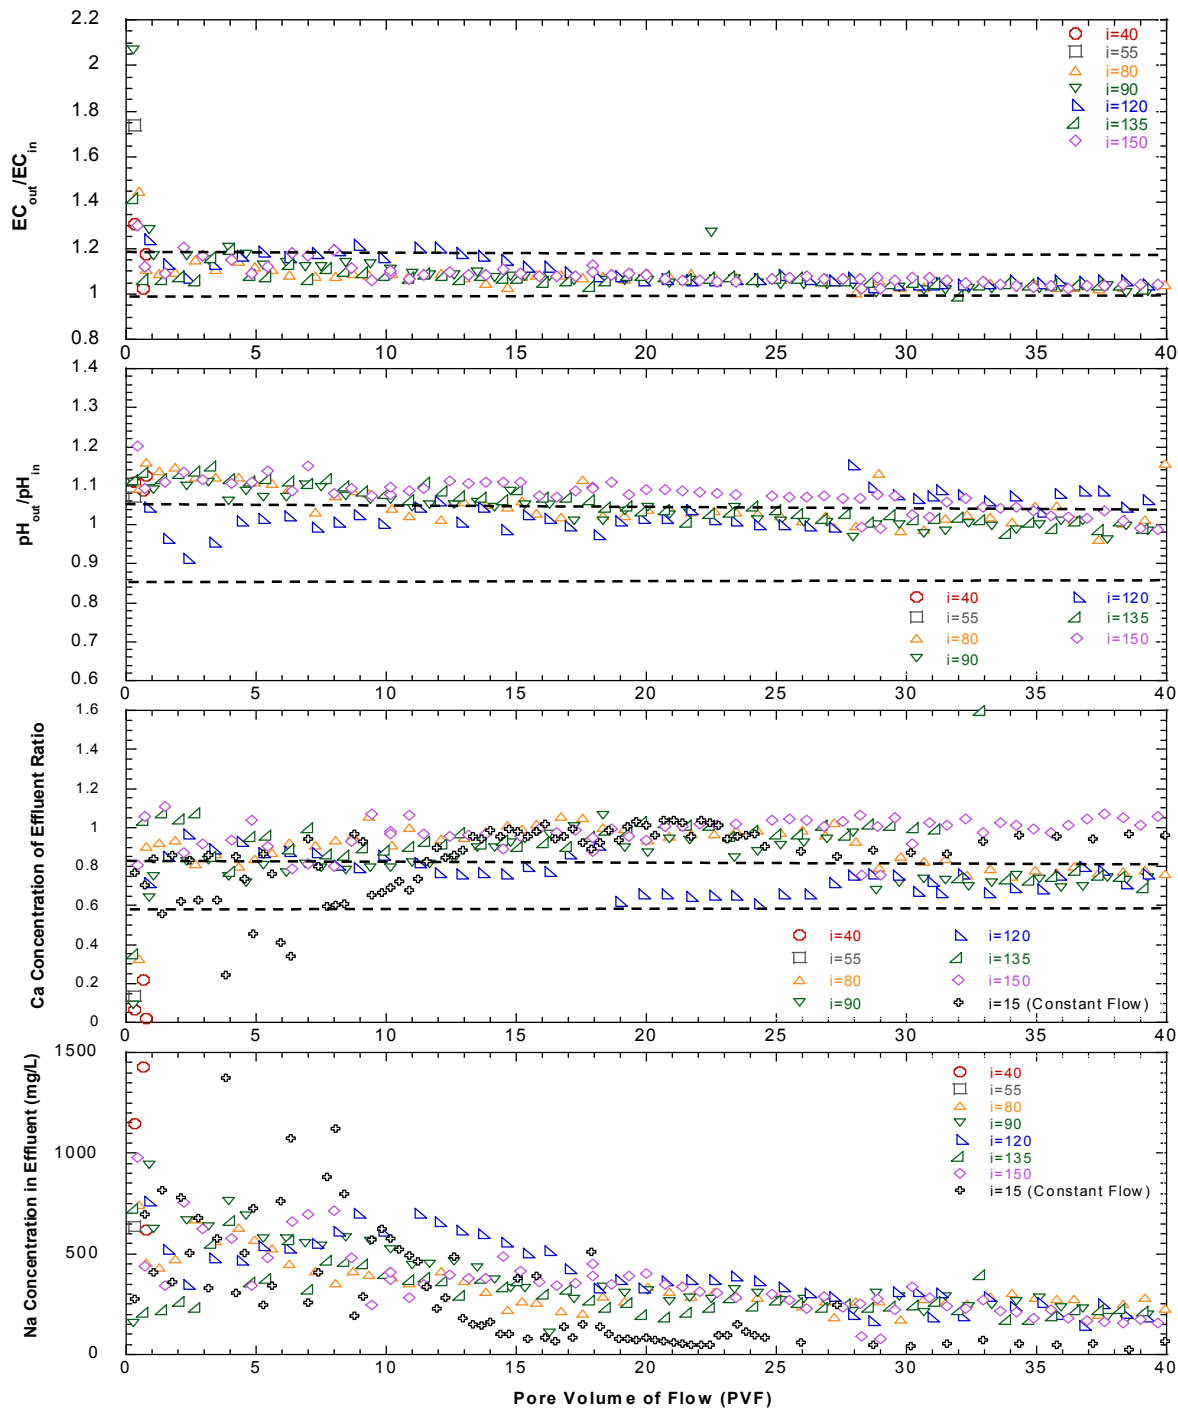 2.2
2
1.8
1.6
1.4
1.2
1
0.8
EC_out/EC_in
i=40
i=55
i=80
i=90
i=120
i=135
i=150
0 5 10 15 20 25 30 35 40
1.4
1.3
1.2
1.1
1
0.9
0.8
0.7
0.6
pH_out/pH_in
i=40
i=55
i=80
i=90
i=120
i=135
i=150
0 5 10 15 20 25 30 35 40
1.6
1.4
1.2
1
0.8
0.6
0.4
0.2
0
Ca Concentration of Effluent Ratio
i=40
i=55
i=80
i=90
i=120
i=135
i=150
i=15 (Constant Flow)
0 5 10 15 20 25 30 35 40
1500
1000
500
0
Na Concentration in Effluent (mg/L)
i=40
i=55
i=80
i=90
i=120
i=135
i=150
i=15 (Constant Flow)
0 5 10 15 20 25 30 35 40
Pore Volume of Flow (PVF)